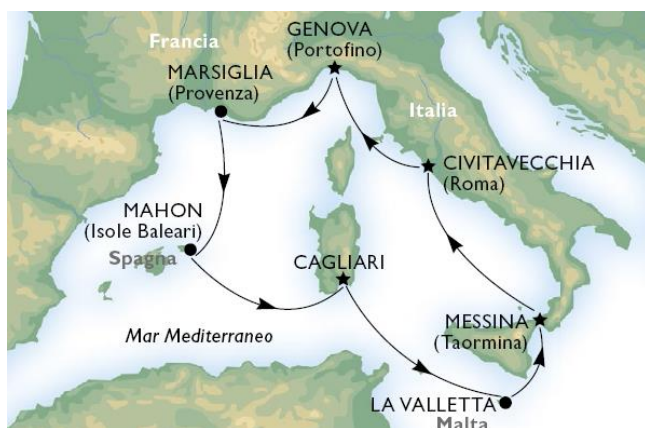 GENOVA
(Portofino)
Francia
MARSIGLIA
(Provenza)
Italia
CIVITAVECCHIA
(Roma)
MAHON
(Isole Baleari)
Spagna
CAGLIARI
MESSINA
(Taormina)
Mar Mediterraneo
LA VALLETTA
Malta